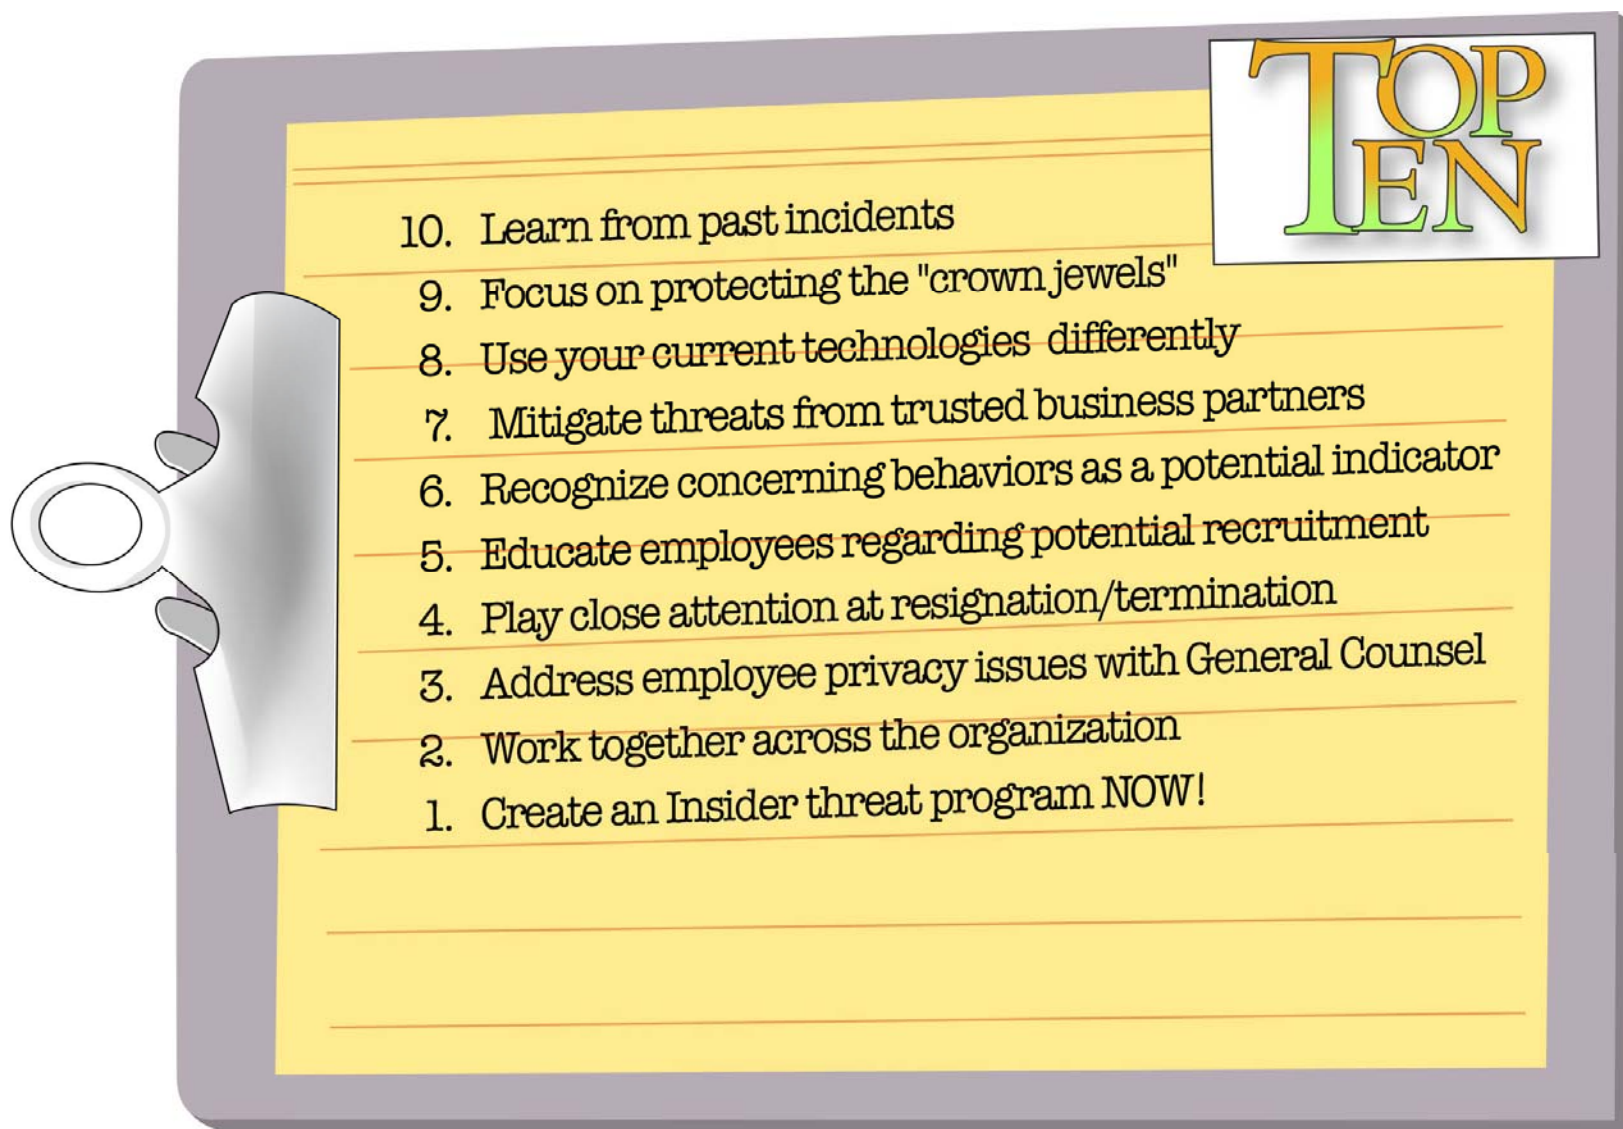 TOP
TEN
10. Learn from past incidents
9. Focus on protecting the "crown jewels"
8. Use your current technologies differently
7. Mitigate threats from trusted business partners
6. Recognize concerning behaviors as a potential indicator
5. Educate employees regarding potential recruitment
4. Play close attention at resignation/termination
3. Address employee privacy issues with General Counsel
2. Work together across the organization
1. Create an Insider threat program NOW!